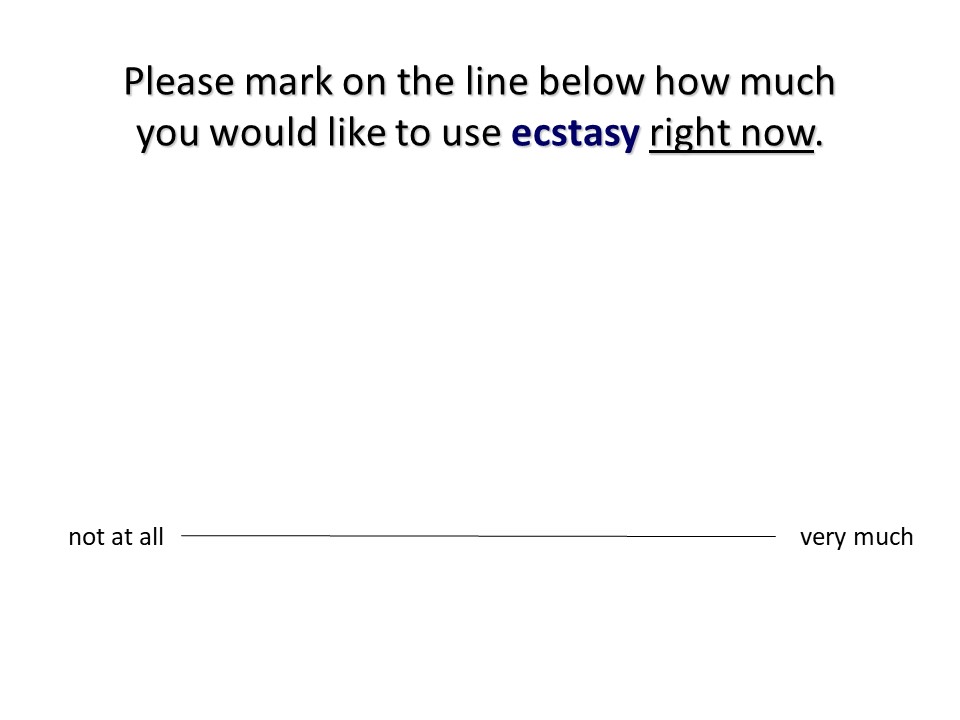 Please mark on the line below how much
you would like to use ecstasy right now.
not at all
very much